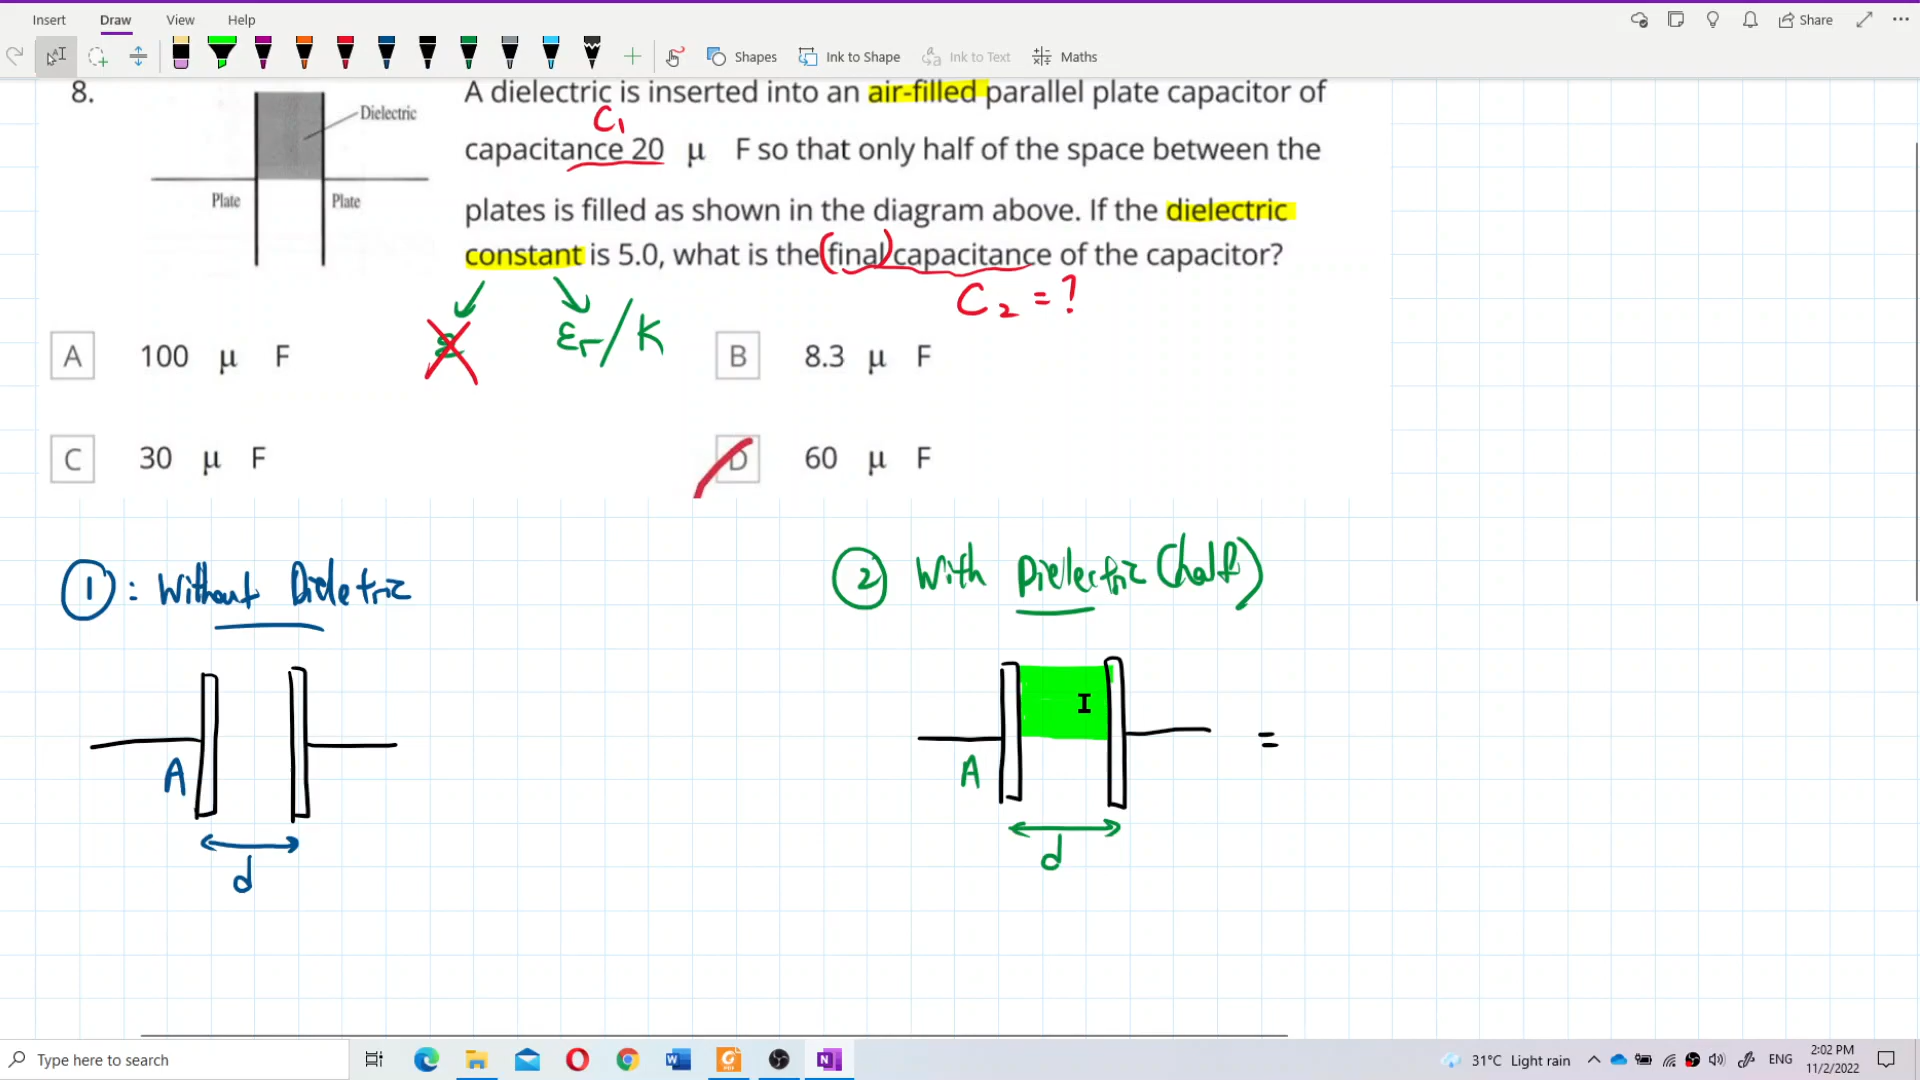 Insert Draw View Help
Share
Shapes Ink to Shape Ink to Text Maths
8.
Dielectric
Plate Plate
A dielectric is inserted into an air-filled parallel plate capacitor of
C₁
capacitance 20 μ F so that only half of the space between the
plates is filled as shown in the diagram above. If the dielectric
constant is 5.0, what is the (final) capacitance of the capacitor?
C₂ = ?
εr / K
A 100 μ F
B 8.3 μ F
C 30 μ F
D 60 μ F
① : Without Dieletric
A
d
② With Dielectric (half)
A
=
d
Type here to search
31°C Light rain
ENG
2:02 PM
11/2/2022